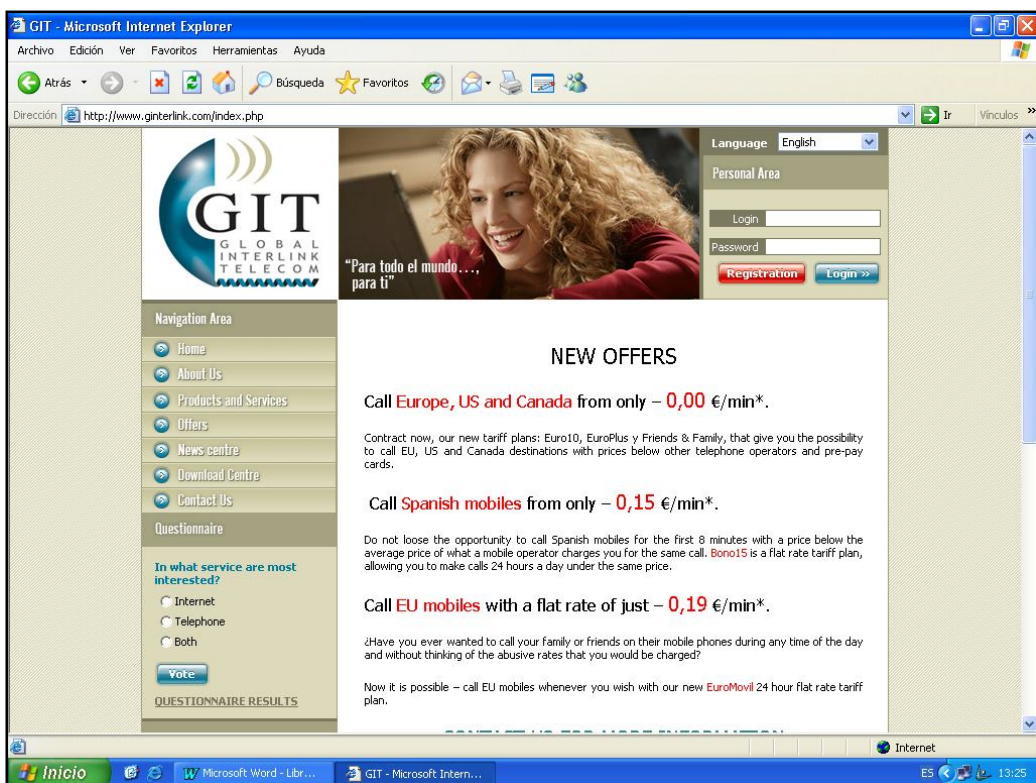 GIT - Microsoft Internet Explorer
Archivo Edición Ver Favoritos Herramientas Ayuda
Atrás Búsqueda Favoritos
Dirección http://www.ginterlink.com/index.php Ir Vínculos »
GIT
GLOBAL
INTERLINK
TELECOM
“Para todo el mundo...,
para ti”
Language English
Personal Area
Login
Password
Registration Login »
Navigation Area
Home
About Us
Products and Services
Offers
News centre
Download Centre
Contact Us
Questionnaire
In what service are most
interested?
Internet
Telephone
Both
Vote
QUESTIONNAIRE RESULTS
NEW OFFERS
Call Europe, US and Canada from only – 0,00 €/min*.
Contract now, our new tariff plans: Euro10, EuroPlus y Friends & Family, that give you the possibility
to call EU, US and Canada destinations with prices below other telephone operators and pre-pay
cards.
Call Spanish mobiles from only – 0,15 €/min*.
Do not loose the opportunity to call Spanish mobiles for the first 8 minutes with a price below the
average price of what a mobile operator charges you for the same call. Bono15 is a flat rate tariff plan,
allowing you to make calls 24 hours a day under the same price.
Call EU mobiles with a flat rate of just – 0,19 €/min*.
¿Have you ever wanted to call your family or friends on their mobile phones during any time of the day
and without thinking of the abusive rates that you would be charged?
Now it is possible – call EU mobiles whenever you wish with our new EuroMovil 24 hour flat rate tariff
plan.
CONTACT US FOR MORE INFORMATION
Internet
Inicio Microsoft Word - Libr... GIT - Microsoft Intern... ES 13:25